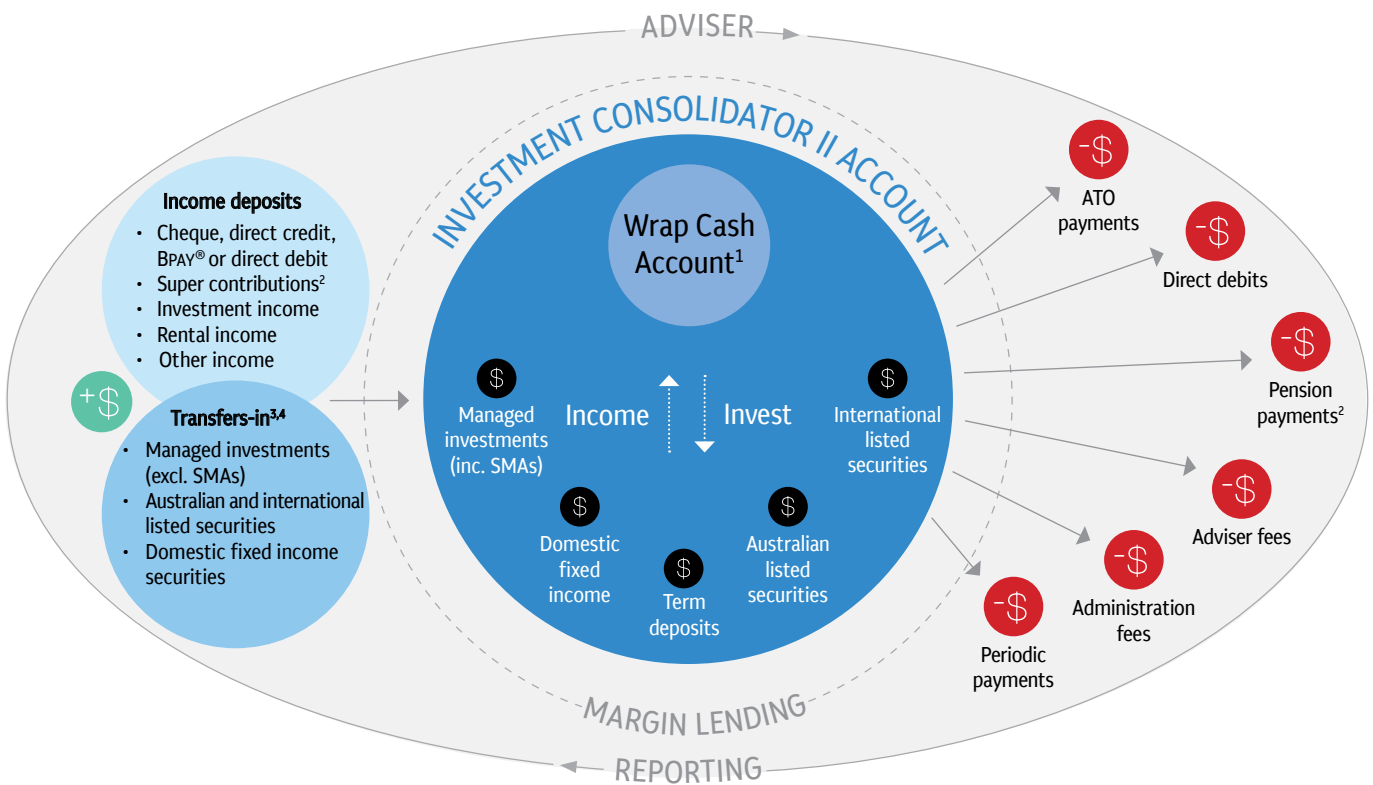 ADVISER
INVESTMENT CONSOLIDATOR II ACCOUNT
Wrap Cash
Account¹
Income deposits
• Cheque, direct credit,
BPAY® or direct debit
• Super contributions²
• Investment income
• Rental income
• Other income
+$
Transfers-in³,⁴
• Managed investments
(excl. SMAs)
• Australian and international
listed securities
• Domestic fixed income
securities
Income
Invest
$
Managed
investments
(inc. SMAs)
$
Domestic
fixed
income
$
Term
deposits
$
Australian
listed
securities
$
International
listed
securities
-$
ATO
payments
-$
Direct debits
-$
Pension
payments²
-$
Adviser fees
-$
Administration
fees
-$
Periodic
payments
MARGIN LENDING
REPORTING